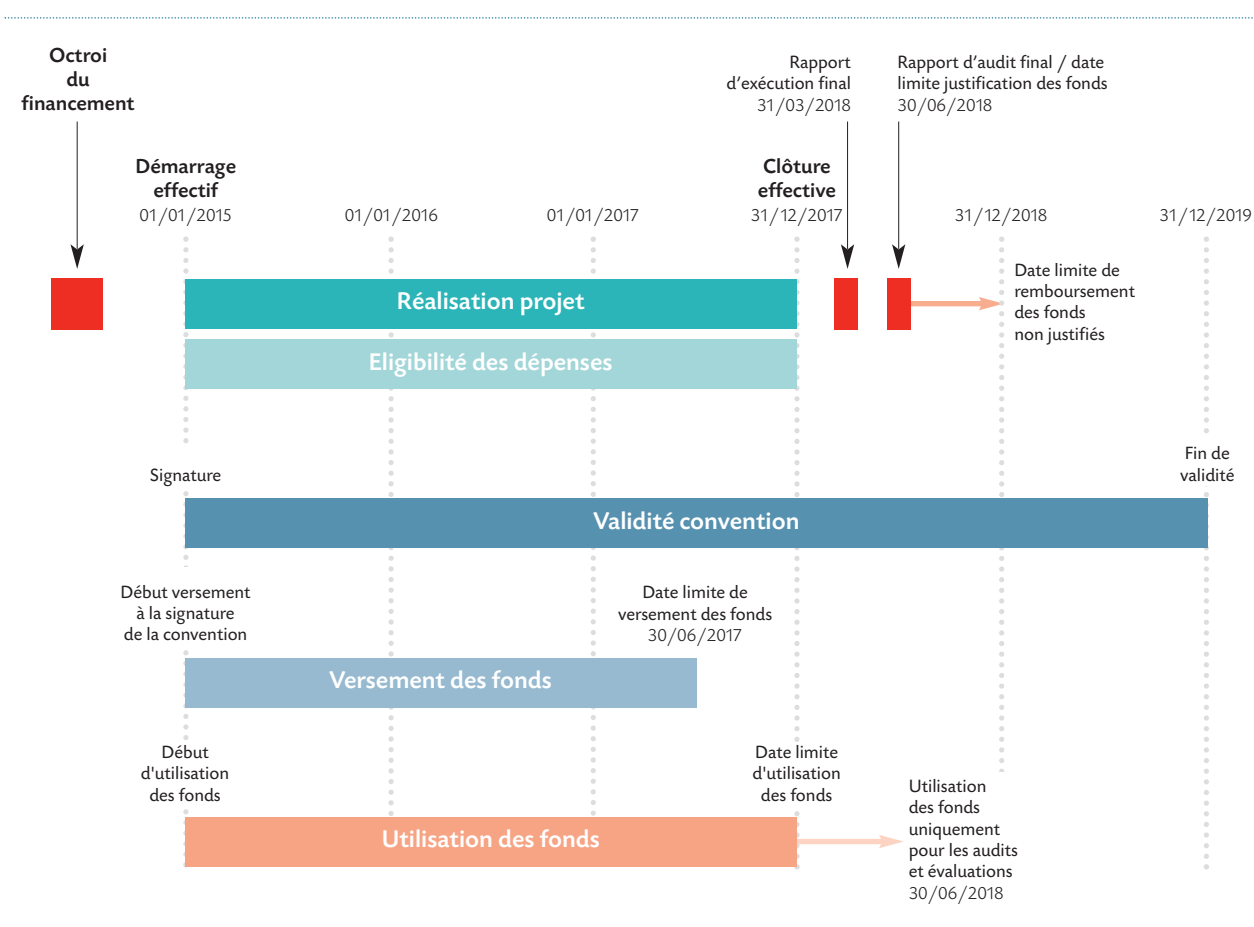 Octroi
du
financement
Rapport
d'exécution final
31/03/2018
Rapport d'audit final / date
limite justification des fonds
30/06/2018
Démarrage
effectif
01/01/2015
01/01/2016
01/01/2017
Clôture
effective
31/12/2017
31/12/2018
31/12/2019
Réalisation projet
Date limite de
remboursement
des fonds
non justifiés
Eligibilité des dépenses
Signature
Fin de
validité
Validité convention
Début versement
à la signature
de la convention
Date limite de
versement des fonds
30/06/2017
Versement des fonds
Début
d'utilisation
des fonds
Date limite
d'utilisation
des fonds
Utilisation des fonds
Utilisation
des fonds
uniquement
pour les audits
et évaluations
30/06/2018